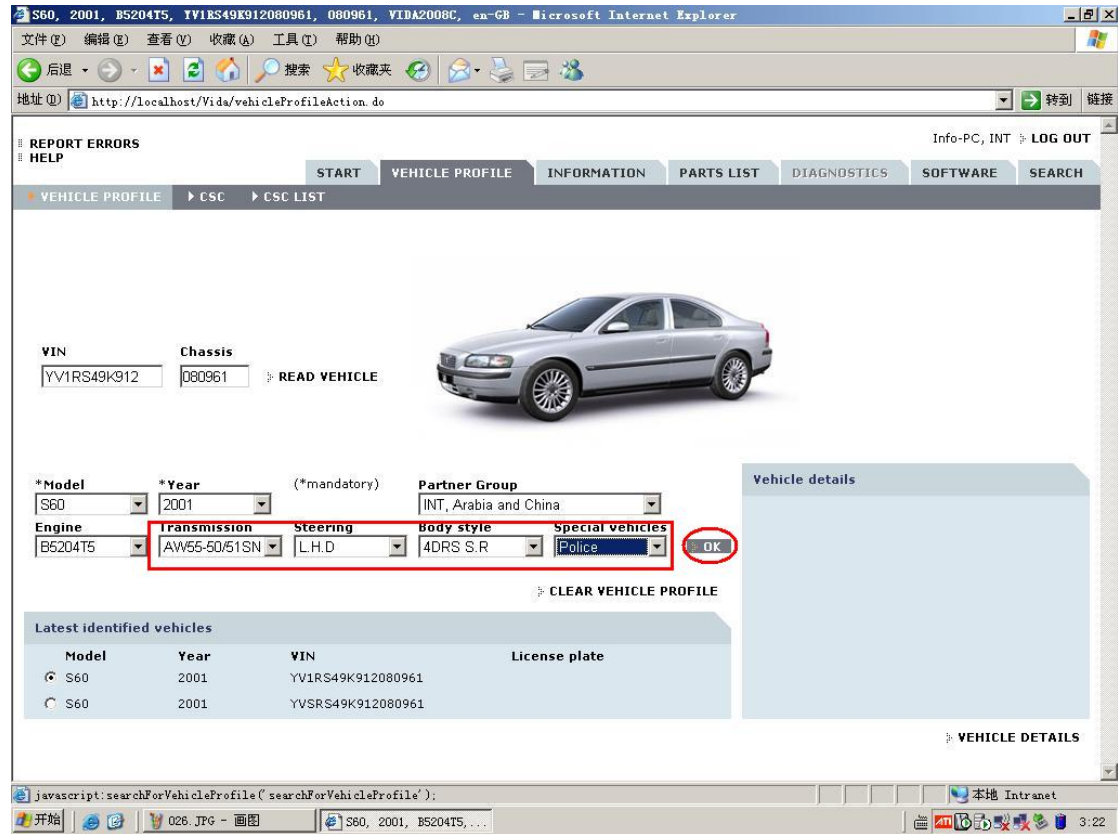 S60, 2001, B5204T5, YV1RS49K912080961, 080961, VIDA2008C, en-GB - Microsoft Internet Explorer
文件(F) 编辑(E) 查看(V) 收藏(A) 工具(T) 帮助(H)
后退 搜索 收藏夹
地址(D) http://localhost/Vida/vehicleProfileAction.do 转到 链接
REPORT ERRORS
HELP
Info-PC, INT LOG OUT
START VEHICLE PROFILE INFORMATION PARTS LIST DIAGNOSTICS SOFTWARE SEARCH
VEHICLE PROFILE CSC CSC LIST
VIN Chassis
YV1RS49K912 080961 READ VEHICLE
*Model *Year (*mandatory) Partner Group
S60 2001 INT, Arabia and China
Engine Transmission Steering Body style Special vehicles
B5204T5 AW55-50/51SN L.H.D 4DRS S.R Police OK
CLEAR VEHICLE PROFILE
Vehicle details
Latest identified vehicles
Model Year VIN License plate
S60 2001 YV1RS49K912080961
S60 2001 YVSRS49K912080961
VEHICLE DETAILS
javascript:searchForVehicleProfile('searchForVehicleProfile'); 本地 Intranet
开始 026.JPG - 画图 S60, 2001, B5204T5,... 3:22